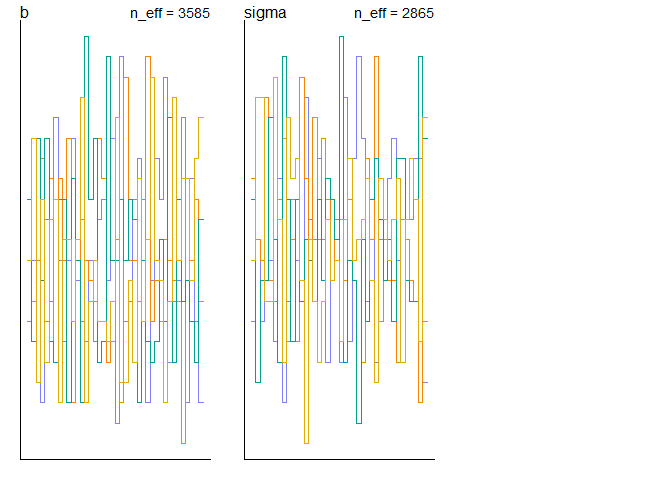 b n_eff = 3585
sigma n_eff = 2865